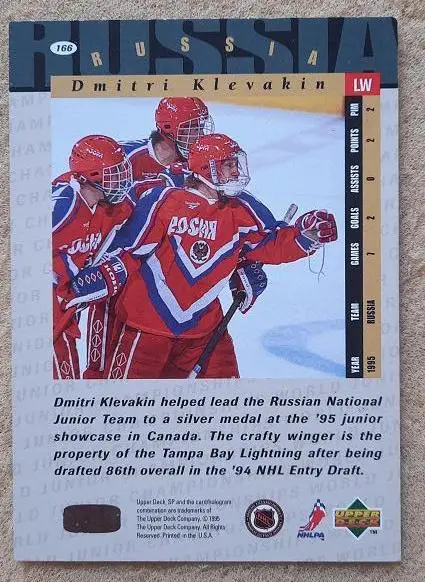 RUSSIA
166
RUSSIA
Dmitri Klevakin
LW
РОССИЯ
YEAR TEAM GAMES GOALS ASSISTS POINTS PIM
1995 RUSSIA 7 2 0 2 2
Dmitri Klevakin helped lead the Russian National
Junior Team to a silver medal at the '95 junior
showcase in Canada. The crafty winger is the
property of the Tampa Bay Lightning after being
drafted 86th overall in the '94 NHL Entry Draft.
Upper Deck, SP and the card/hologram
combination are trademarks of
The Upper Deck Company. © 1995
The Upper Deck Company. All Rights
Reserved. Printed in the U.S.A.
NHL
NHLPA
UPPER
DECK
TM